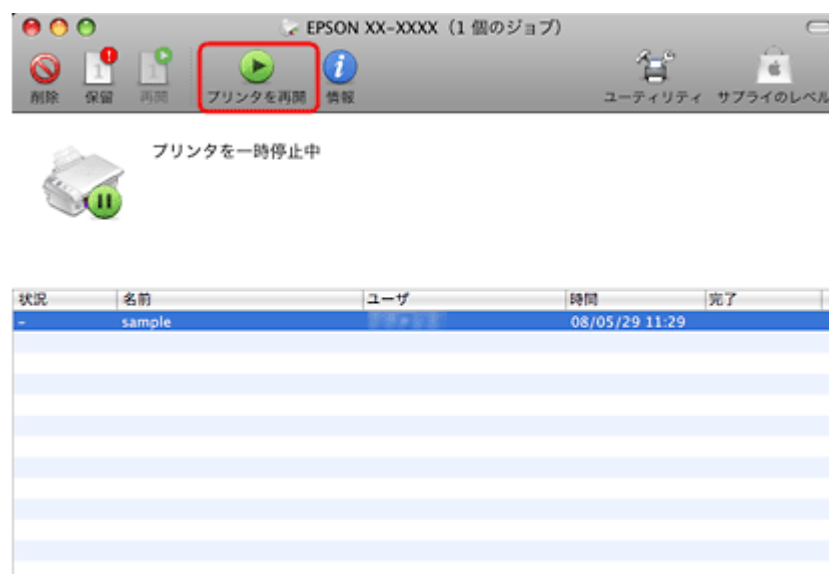 EPSON XX-XXXX（1 個のジョブ）
削除 保留 再開 プリンタを再開 情報 ユーティリティ サプライのレベル
プリンタを一時停止中
状況 名前 ユーザ 時間 完了
- sample 08/05/29 11:29